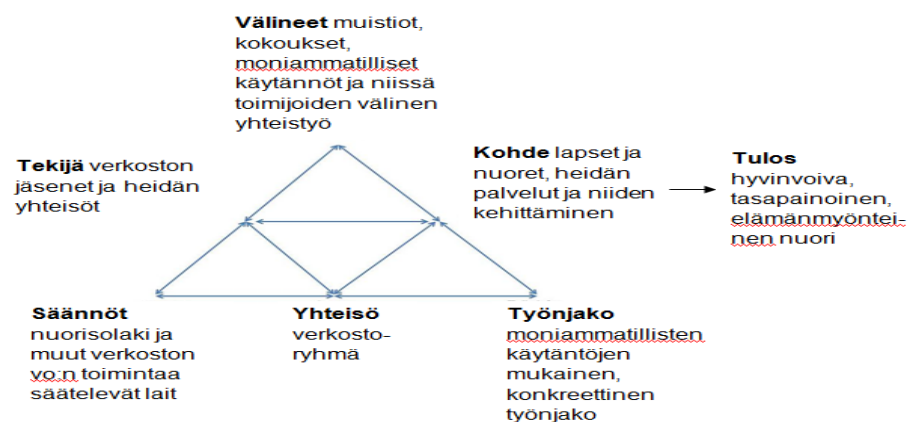 Välineet muistiot,
kokoukset,
moniammatilliset
käytännöt ja niissä
toimijoiden välinen
yhteistyö
Tekijä verkoston
jäsenet ja heidän
yhteisöt
Kohde lapset ja
nuoret, heidän
palvelut ja niiden
kehittäminen
Tulos
hyvinvoiva,
tasapainoinen,
elämänmyöntei-
nen nuori
Säännöt
nuorisolaki ja
muut verkoston
vo:n toimintaa
säätelevät lait
Yhteisö
verkosto-
ryhmä
Työnjako
moniammatillisten
käytäntöjen
mukainen,
konkreettinen
työnjako